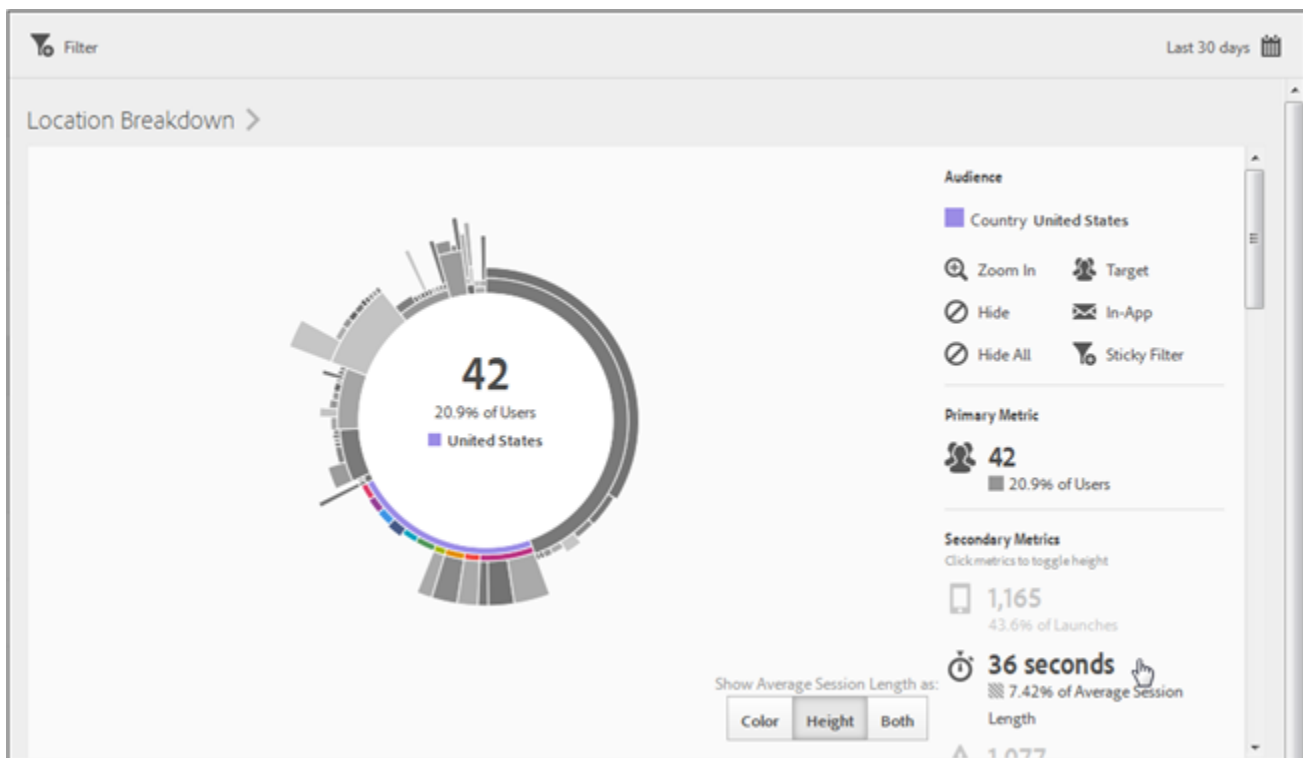 Filter
Last 30 days
Location Breakdown
Audience
Country United States
Zoom In
Target
Hide
In-App
Hide All
Sticky Filter
42
20.9% of Users
United States
Primary Metric
42
20.9% of Users
Secondary Metrics
Click metrics to toggle height
1,165
43.6% of Launches
36 seconds
7.42% of Average Session
Length
Show Average Session Length as:
Color
Height
Both
1,077